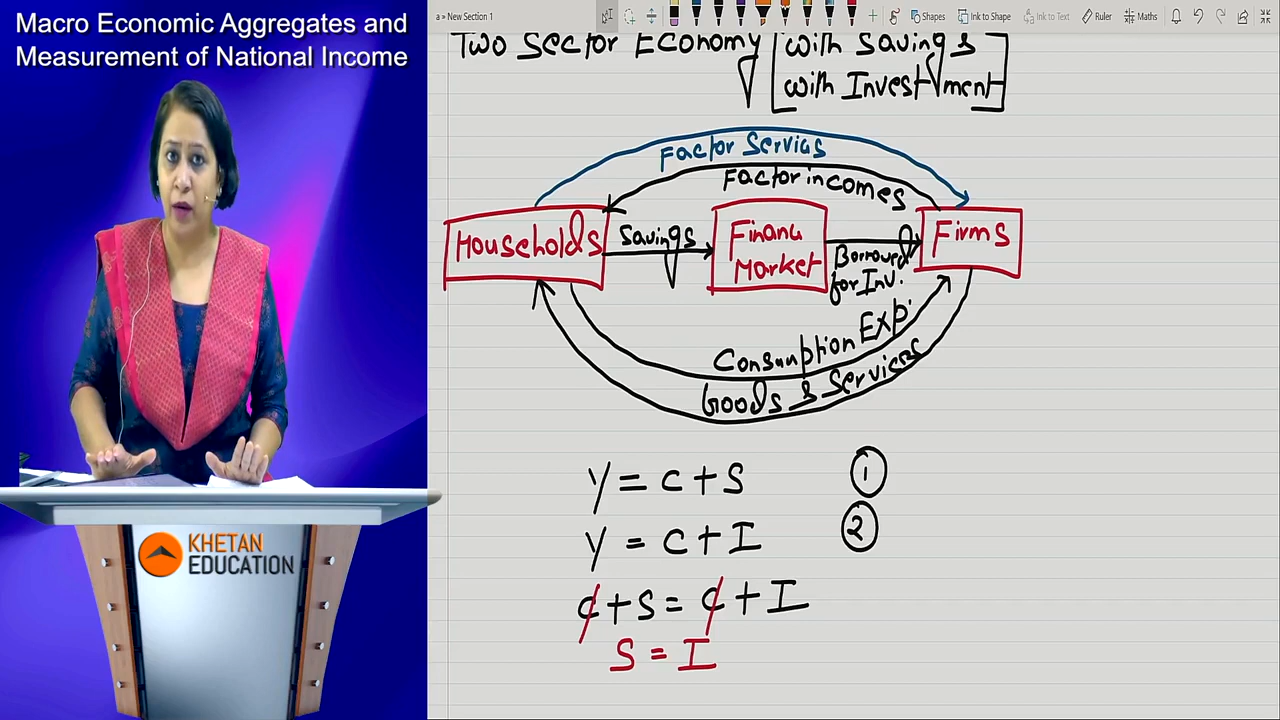 Macro Economic Aggregates and
Measurement of National Income
a > New Section 1
Shapes
Ink to Shape
Ink to Text
Ruler
Maths
Two Sector Economy [with Savings
with Investment]
Factor Servics
Factor incomes
Households
Savings
Finanu
Market
Borrowed
for Inv.
Firms
Consumption Exp.
Goods & Services
y = C + S ①
y = C + I ②
C + S = C + I
S = I
KHETAN
EDUCATION